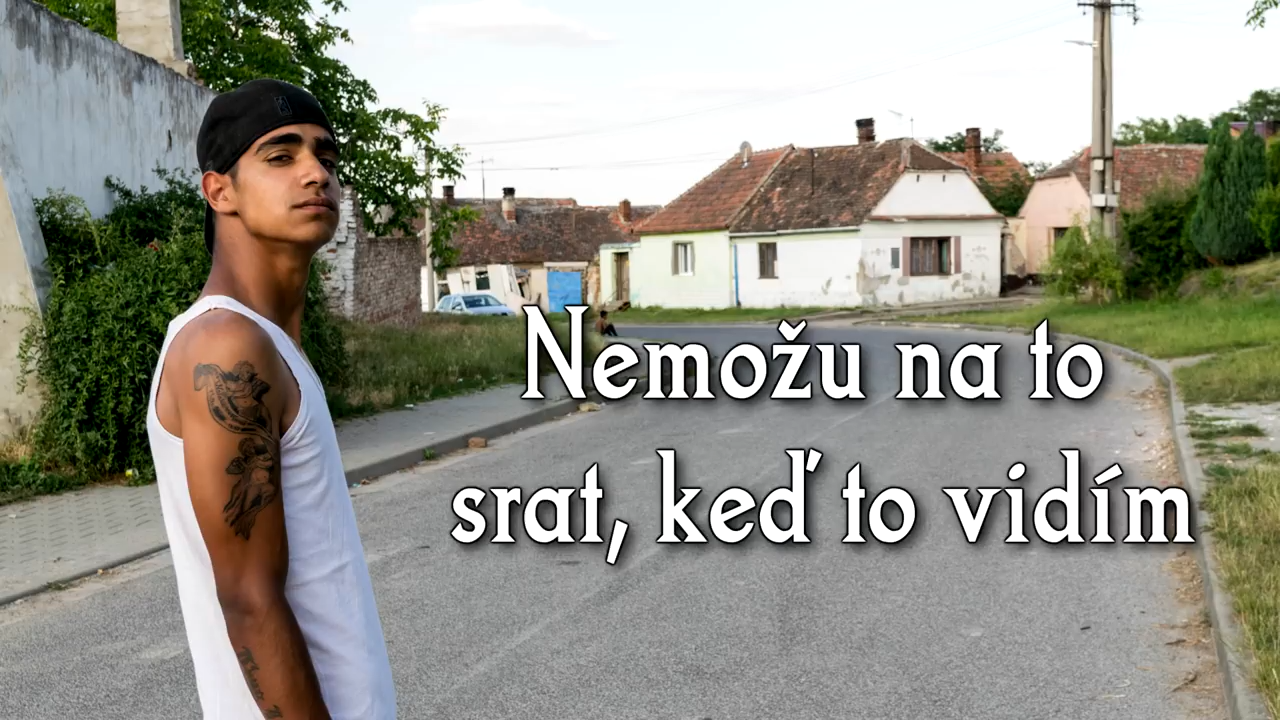 Nemožu na to
srat, keď to vidím